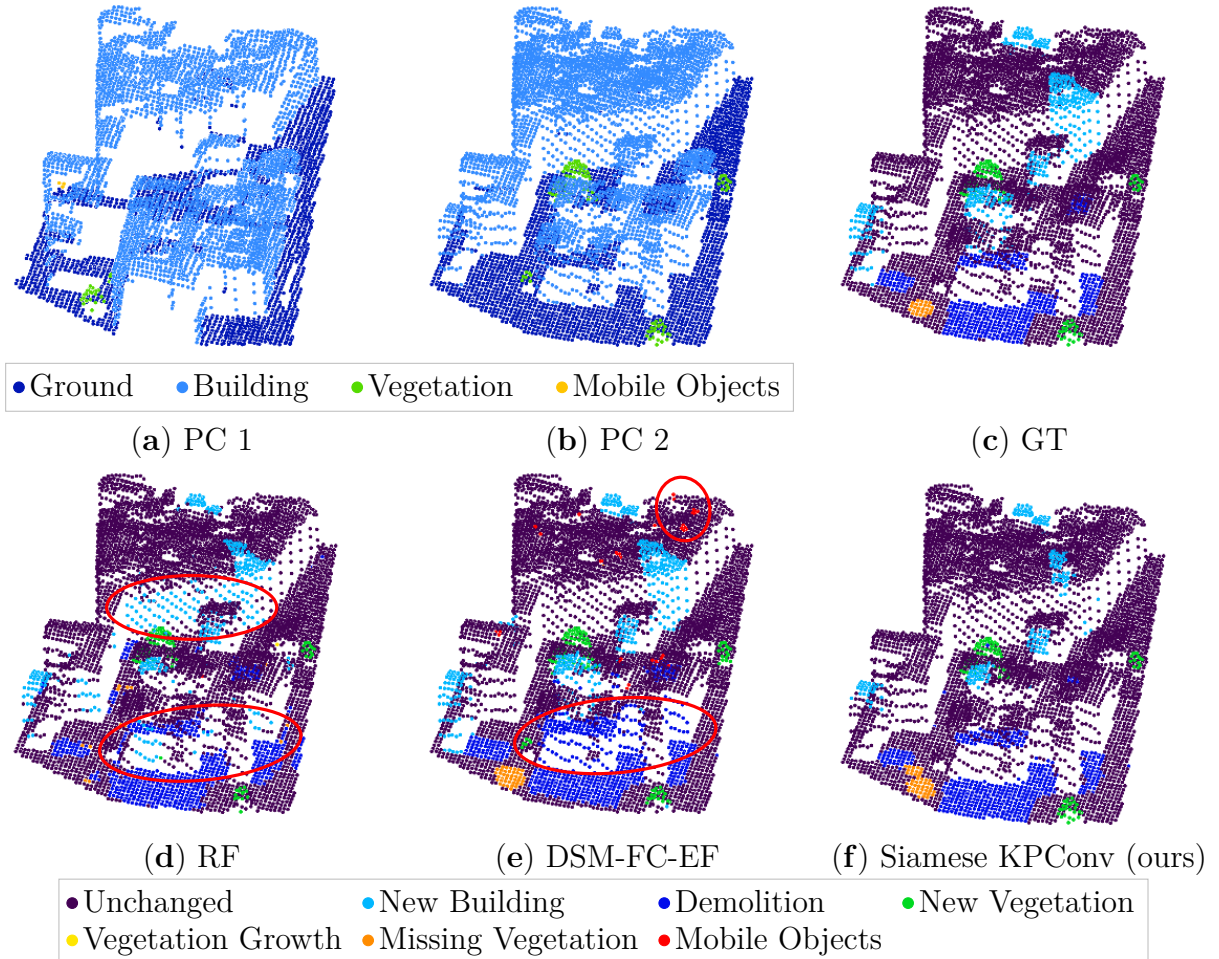 Ground Building Vegetation Mobile Objects
(a) PC 1 (b) PC 2 (c) GT
(d) RF (e) DSM-FC-EF (f) Siamese KPConv (ours)
Unchanged New Building Demolition New Vegetation
Vegetation Growth Missing Vegetation Mobile Objects